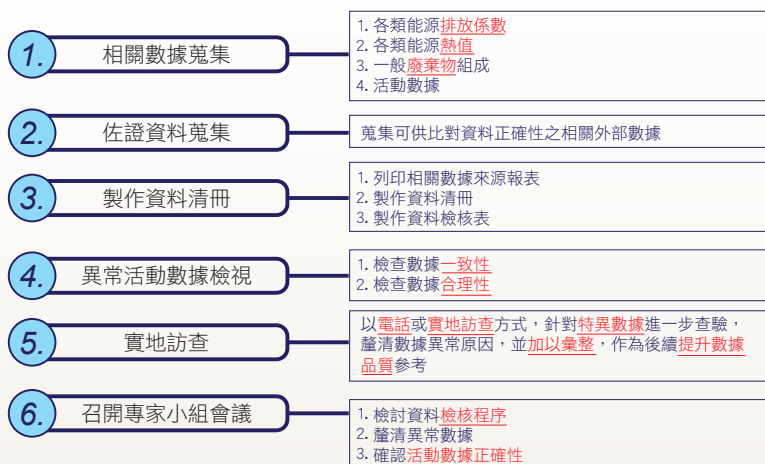 1.
相關數據蒐集
1. 各類能源排放係數
2. 各類能源熱值
3. 一般廢棄物組成
4. 活動數據
2.
佐證資料蒐集
蒐集可供比對資料正確性之相關外部數據
3.
製作資料清冊
1. 列印相關數據來源報表
2. 製作資料清冊
3. 製作資料檢核表
4.
異常活動數據檢視
1. 檢查數據一致性
2. 檢查數據合理性
5.
實地訪查
以電話或實地訪查方式，針對特異數據進一步查驗，
釐清數據異常原因，並加以彙整，作為後續提升數據
品質參考
6.
召開專家小組會議
1. 檢討資料檢核程序
2. 釐清異常數據
3. 確認活動數據正確性